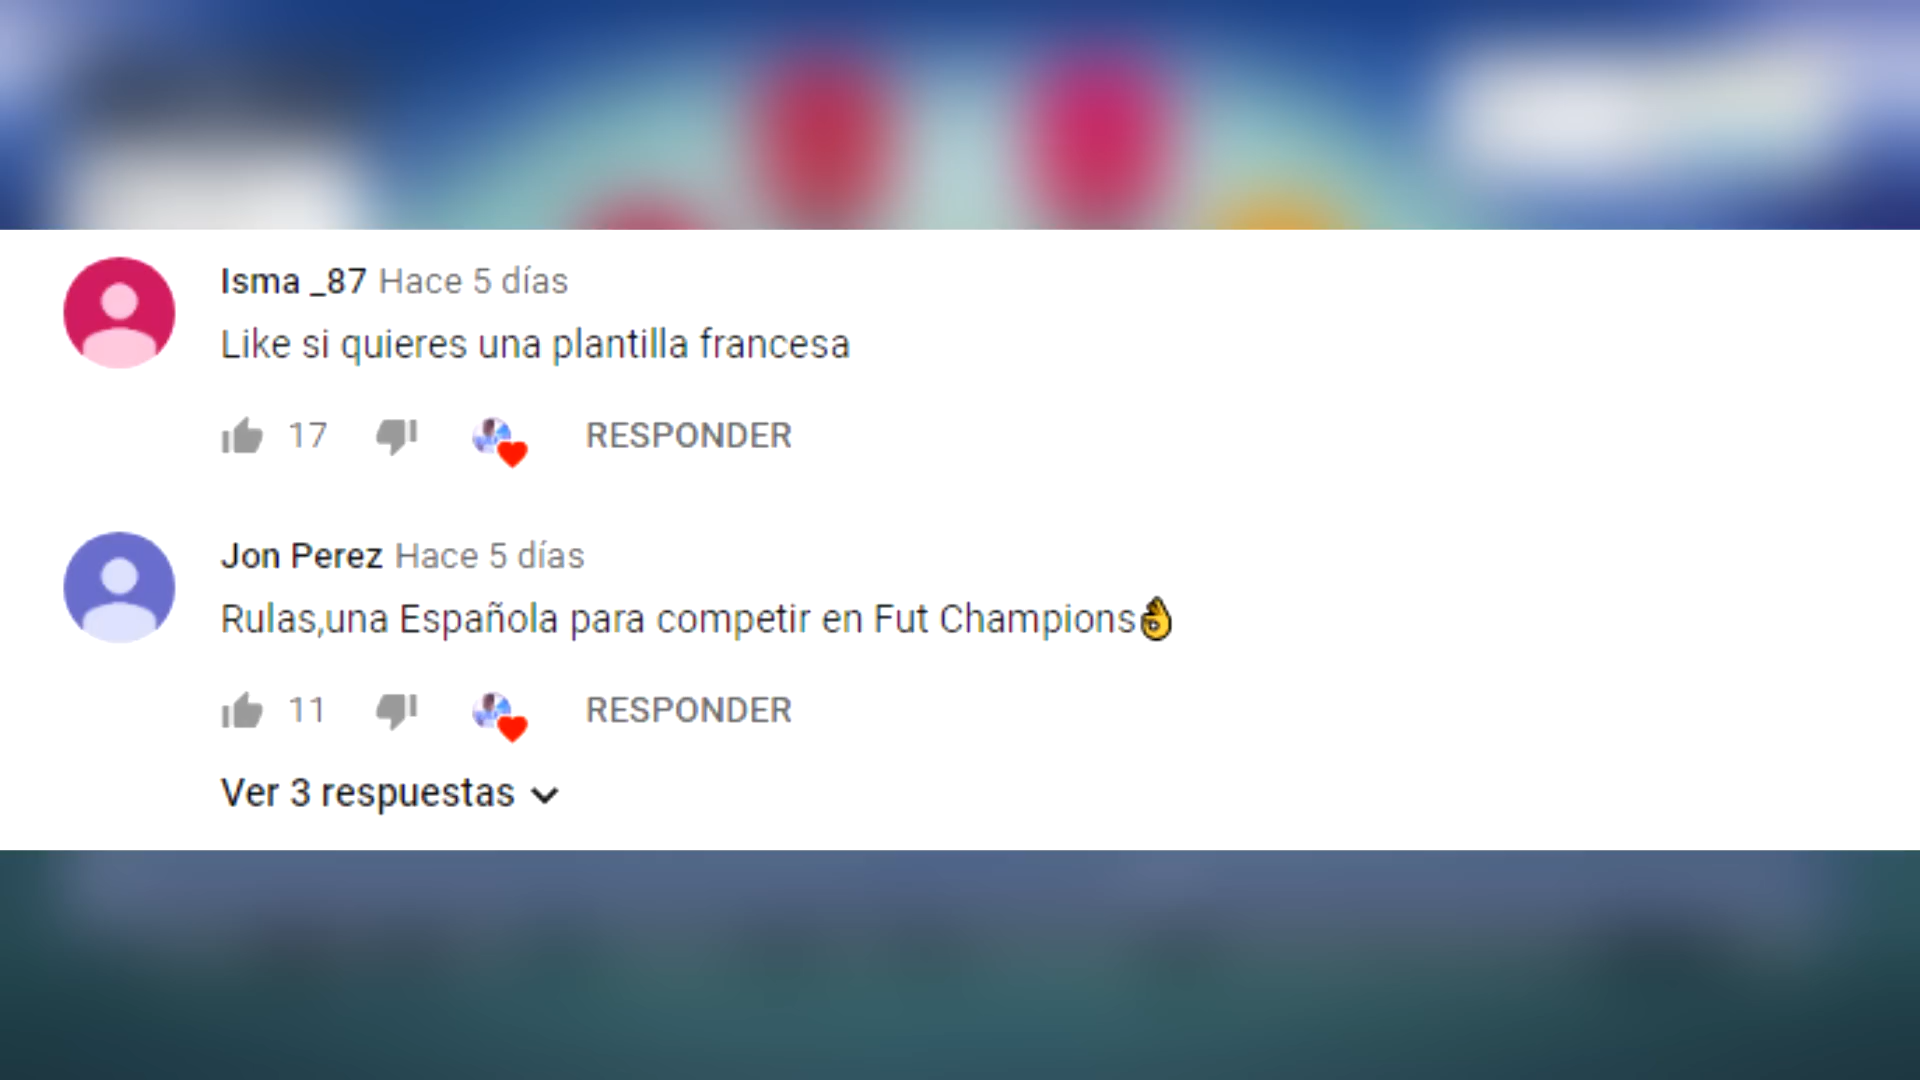 Isma _87 Hace 5 días
Like si quieres una plantilla francesa
17 RESPONDER
Jon Perez Hace 5 días
Rulas,una Española para competir en Fut Champions👌
11 RESPONDER
Ver 3 respuestas